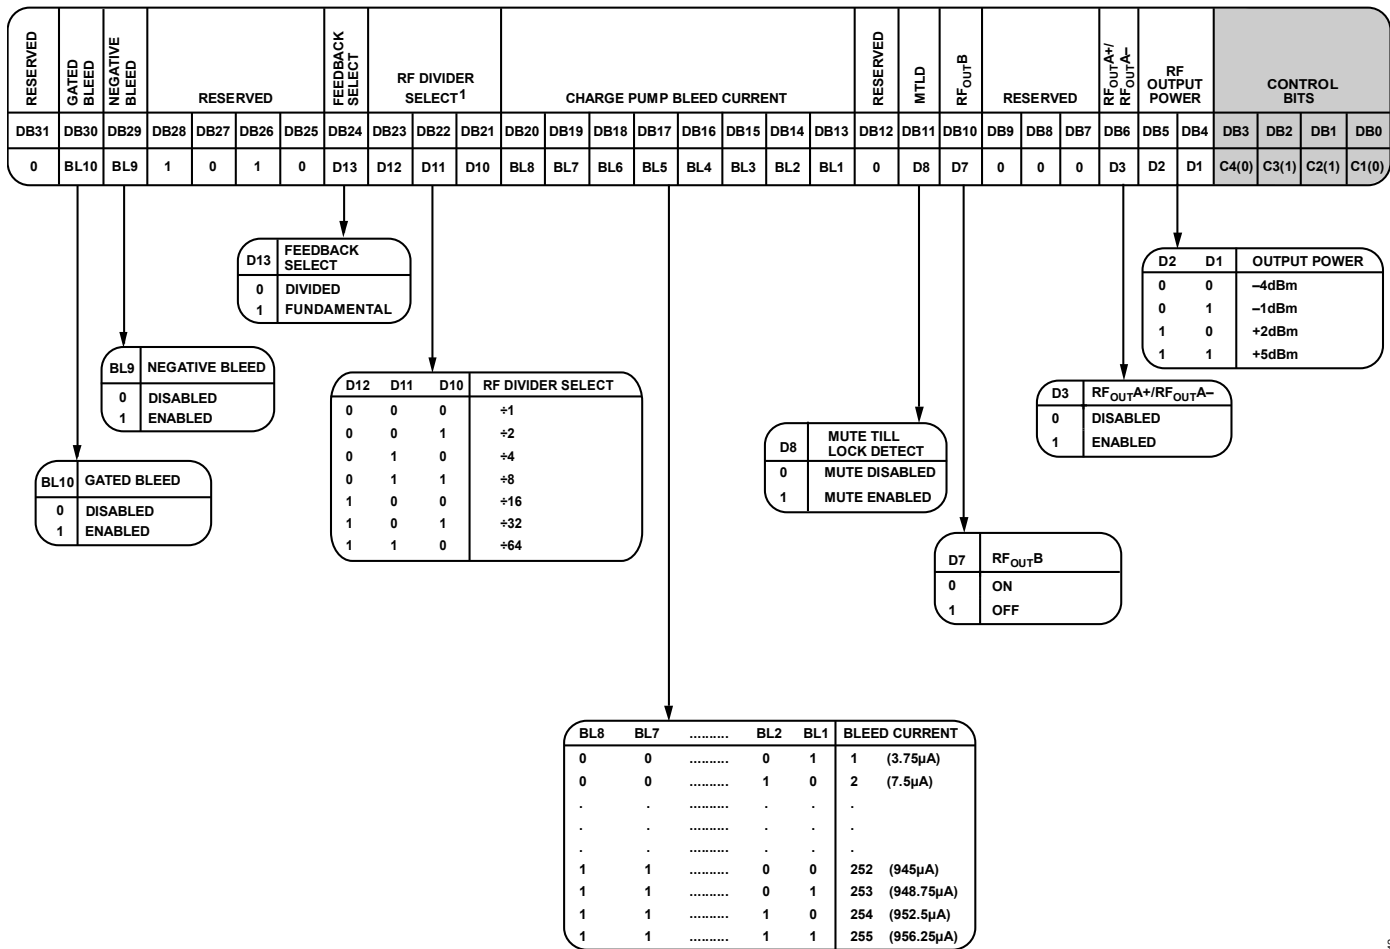 RESERVED GATED BLEED NEGATIVE BLEED RESERVED FEEDBACK SELECT RF DIVIDER SELECT1 CHARGE PUMP BLEED CURRENT RESERVED MTLD RFOUTB RESERVED RFOUTA+/RFOUTA– RF OUTPUT POWER CONTROL BITS
DB31 DB30 DB29 DB28 DB27 DB26 DB25 DB24 DB23 DB22 DB21 DB20 DB19 DB18 DB17 DB16 DB15 DB14 DB13 DB12 DB11 DB10 DB9 DB8 DB7 DB6 DB5 DB4 DB3 DB2 DB1 DB0
0 BL10 BL9 1 0 1 0 D13 D12 D11 D10 BL8 BL7 BL6 BL5 BL4 BL3 BL2 BL1 0 D8 D7 0 0 0 D3 D2 D1 C4(0) C3(1) C2(1) C1(0)
D13 FEEDBACK SELECT
0 DIVIDED
1 FUNDAMENTAL
D2 D1 OUTPUT POWER
0 0 –4dBm
0 1 –1dBm
1 0 +2dBm
1 1 +5dBm
BL9 NEGATIVE BLEED
0 DISABLED
1 ENABLED
D12 D11 D10 RF DIVIDER SELECT
0 0 0 ÷1
0 0 1 ÷2
0 1 0 ÷4
0 1 1 ÷8
1 0 0 ÷16
1 0 1 ÷32
1 1 0 ÷64
D3 RFOUTA+/RFOUTA–
0 DISABLED
1 ENABLED
D8 MUTE TILL LOCK DETECT
0 MUTE DISABLED
1 MUTE ENABLED
BL10 GATED BLEED
0 DISABLED
1 ENABLED
D7 RFOUTB
0 ON
1 OFF
BL8 BL7 .......... BL2 BL1 BLEED CURRENT
0 0 .......... 0 1 1 (3.75µA)
0 0 .......... 1 0 2 (7.5µA)
. . .......... . . .
. . .......... . . .
. . .......... . . .
1 1 .......... 0 0 252 (945µA)
1 1 .......... 0 1 253 (948.75µA)
1 1 .......... 1 0 254 (952.5µA)
1 1 .......... 1 1 255 (956.25µA)